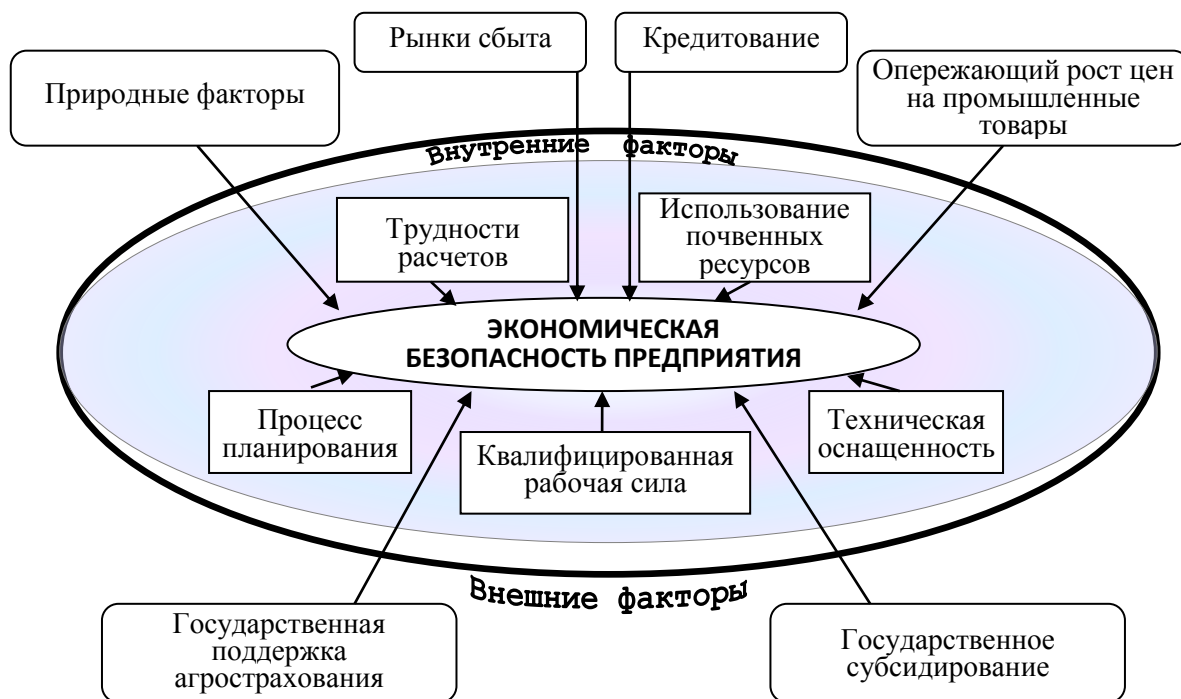 Рынки сбыта
Кредитование
Природные факторы
Опережающий рост цен
на промышленные
товары
Внутренние факторы
Трудности
расчетов
Использование
почвенных
ресурсов
ЭКОНОМИЧЕСКАЯ
БЕЗОПАСНОСТЬ ПРЕДПРИЯТИЯ
Процесс
планирования
Квалифицированная
рабочая сила
Техническая
оснащенность
Внешние факторы
Государственная
поддержка
агрострахования
Государственное
субсидирование